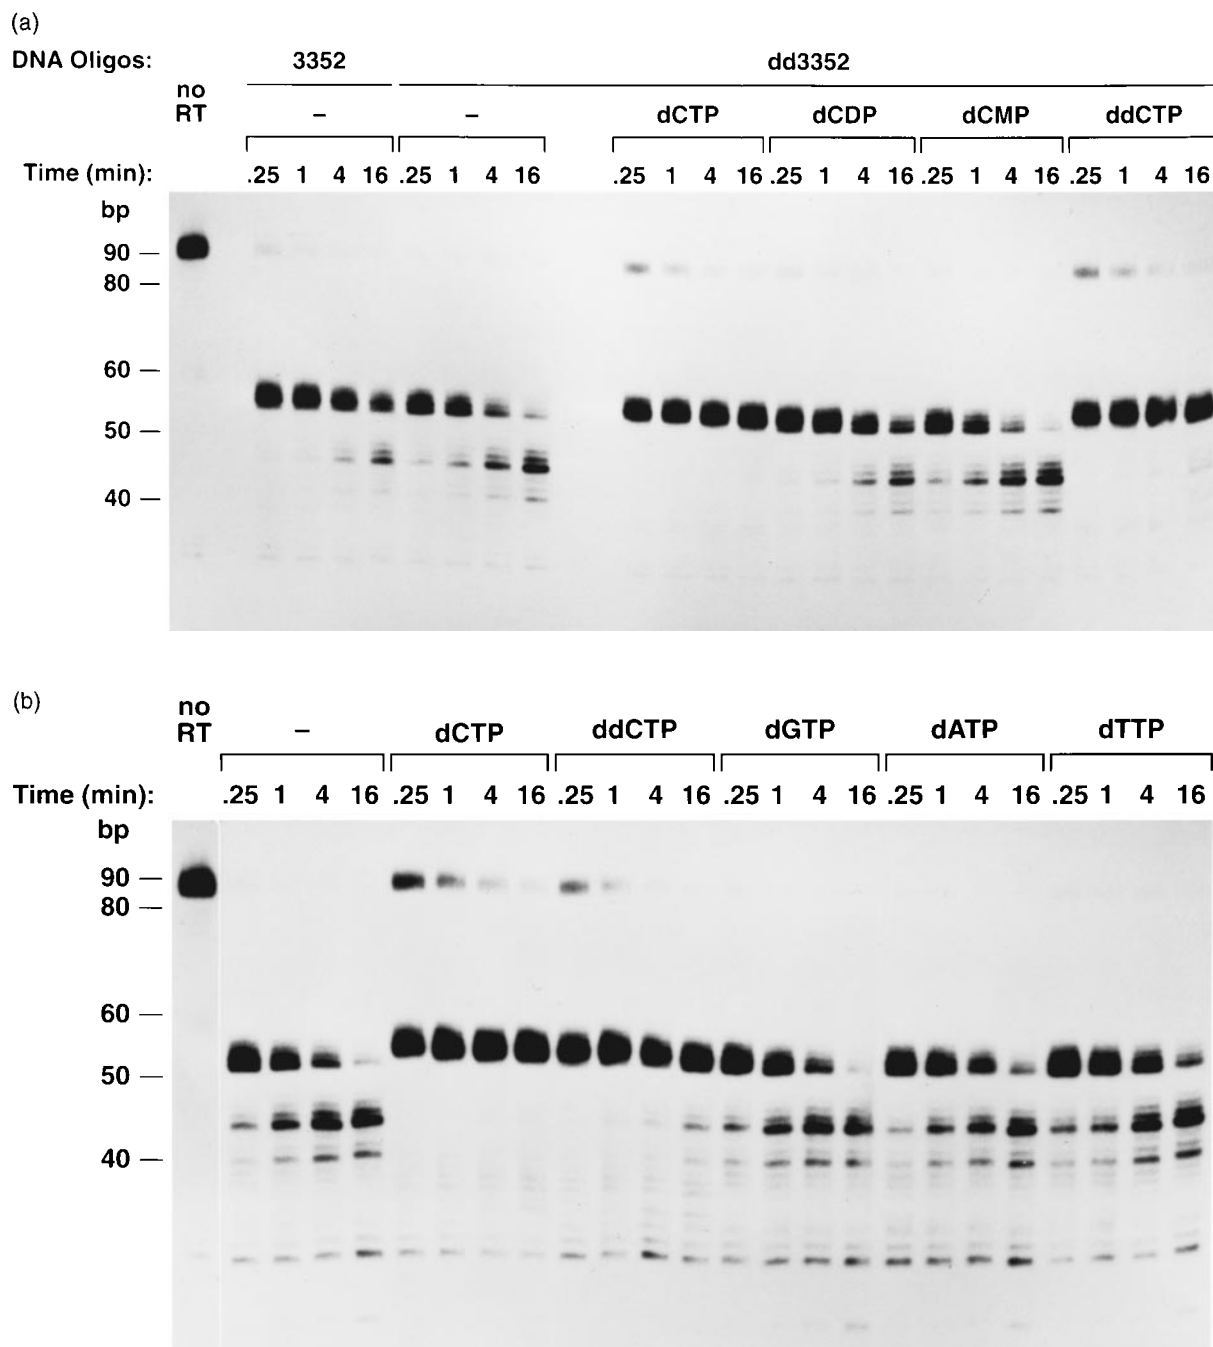 (a)
DNA Oligos: 3352 dd3352
no RT – – dCTP dCDP dCMP ddCTP
Time (min): .25 1 4 16 .25 1 4 16 .25 1 4 16 .25 1 4 16 .25 1 4 16 .25 1 4 16
bp
90
80
60
50
40
(b)
no RT – dCTP ddCTP dGTP dATP dTTP
Time (min): .25 1 4 16 .25 1 4 16 .25 1 4 16 .25 1 4 16 .25 1 4 16 .25 1 4 16
bp
90
80
60
50
40